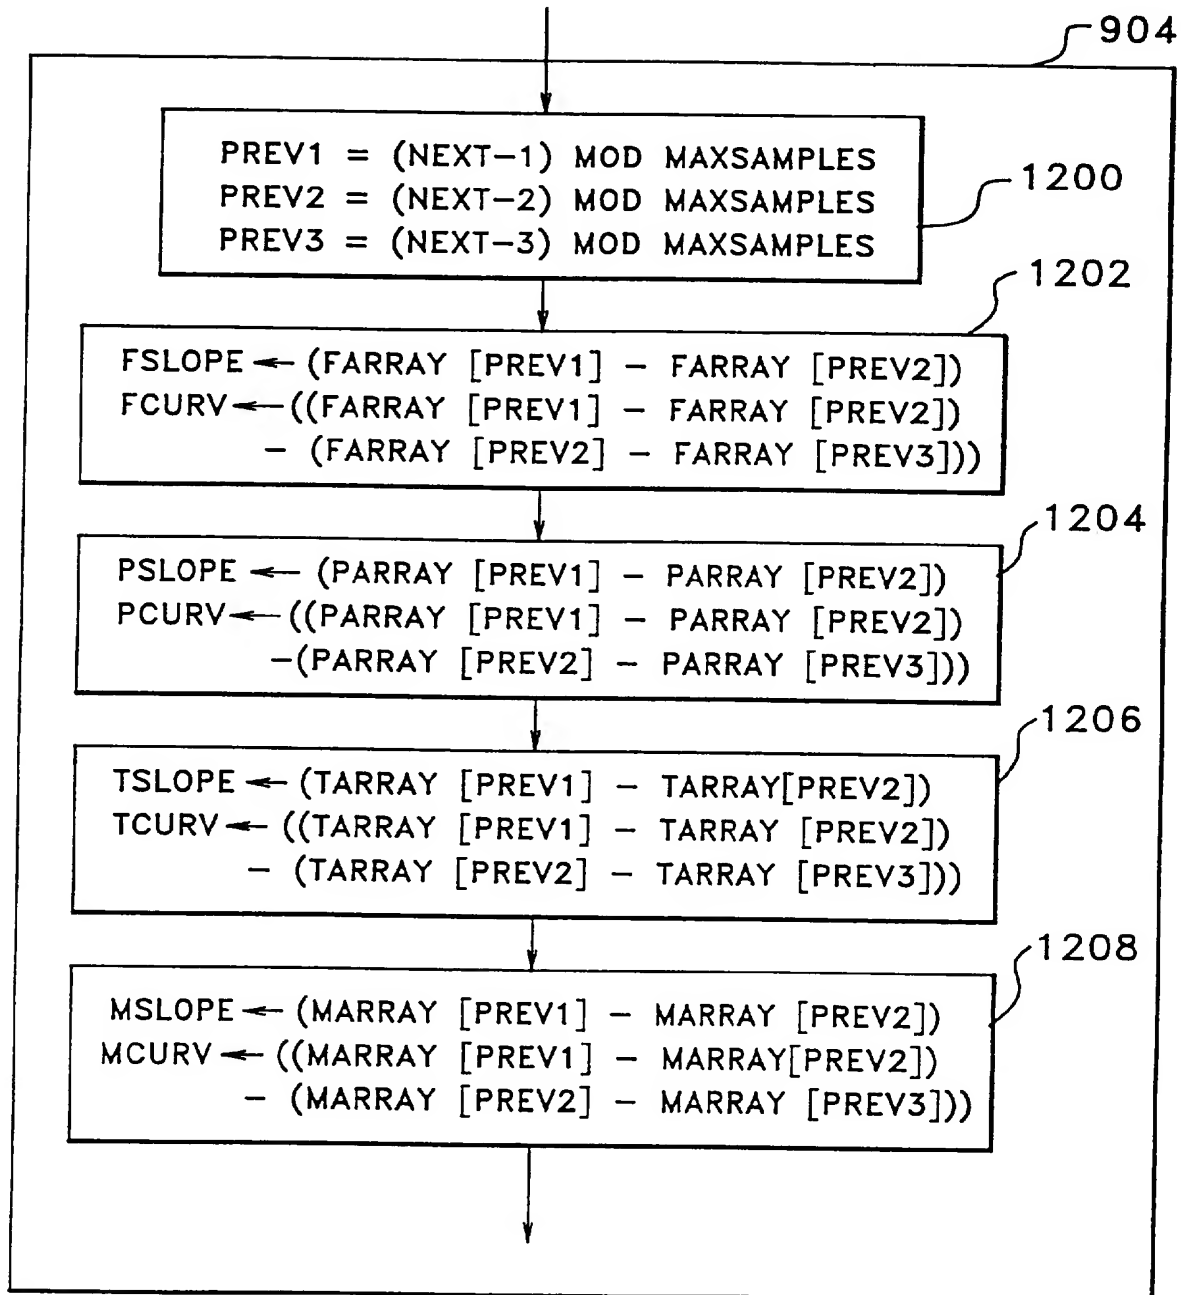 904
PREV1 = (NEXT-1) MOD MAXSAMPLES
PREV2 = (NEXT-2) MOD MAXSAMPLES
PREV3 = (NEXT-3) MOD MAXSAMPLES
1200
1202
FSLOPE ← (FARRAY [PREV1] - FARRAY [PREV2])
FCURV ← ((FARRAY [PREV1] - FARRAY [PREV2])
- (FARRAY [PREV2] - FARRAY [PREV3]))
1204
PSLOPE ← (PARRAY [PREV1] - PARRAY [PREV2])
PCURV ← ((PARRAY [PREV1] - PARRAY [PREV2])
-(PARRAY [PREV2] - PARRAY [PREV3]))
1206
TSLOPE ← (TARRAY [PREV1] - TARRAY[PREV2])
TCURV ← ((TARRAY [PREV1] - TARRAY [PREV2])
- (TARRAY [PREV2] - TARRAY [PREV3]))
1208
MSLOPE ← (MARRAY [PREV1] - MARRAY [PREV2])
MCURV ← ((MARRAY [PREV1] - MARRAY[PREV2])
- (MARRAY [PREV2] - MARRAY [PREV3]))